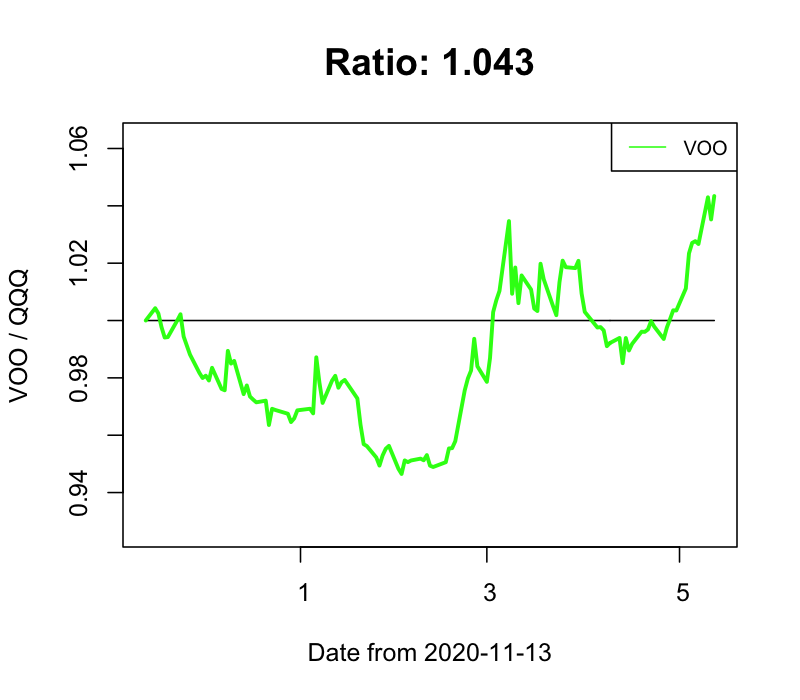 Ratio: 1.043
VOO
1.06
1.02
0.98
0.94
VOO / QQQ
1 3 5
Date from 2020-11-13